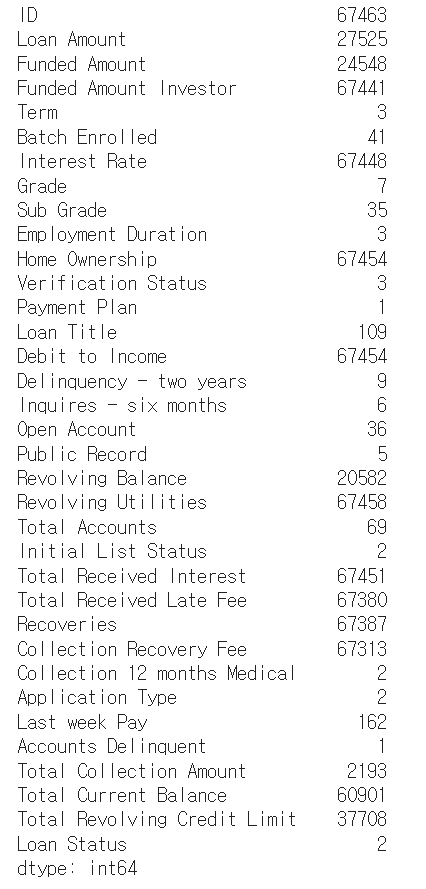 ID 67463
Loan Amount 27525
Funded Amount 24548
Funded Amount Investor 67441
Term 3
Batch Enrolled 41
Interest Rate 67448
Grade 7
Sub Grade 35
Employment Duration 3
Home Ownership 67454
Verification Status 3
Payment Plan 1
Loan Title 109
Debit to Income 67454
Delinquency - two years 9
Inquires - six months 6
Open Account 36
Public Record 5
Revolving Balance 20582
Revolving Utilities 67458
Total Accounts 69
Initial List Status 2
Total Received Interest 67451
Total Received Late Fee 67380
Recoveries 67387
Collection Recovery Fee 67313
Collection 12 months Medical 2
Application Type 2
Last week Pay 162
Accounts Delinquent 1
Total Collection Amount 2193
Total Current Balance 60901
Total Revolving Credit Limit 37708
Loan Status 2
dtype: int64